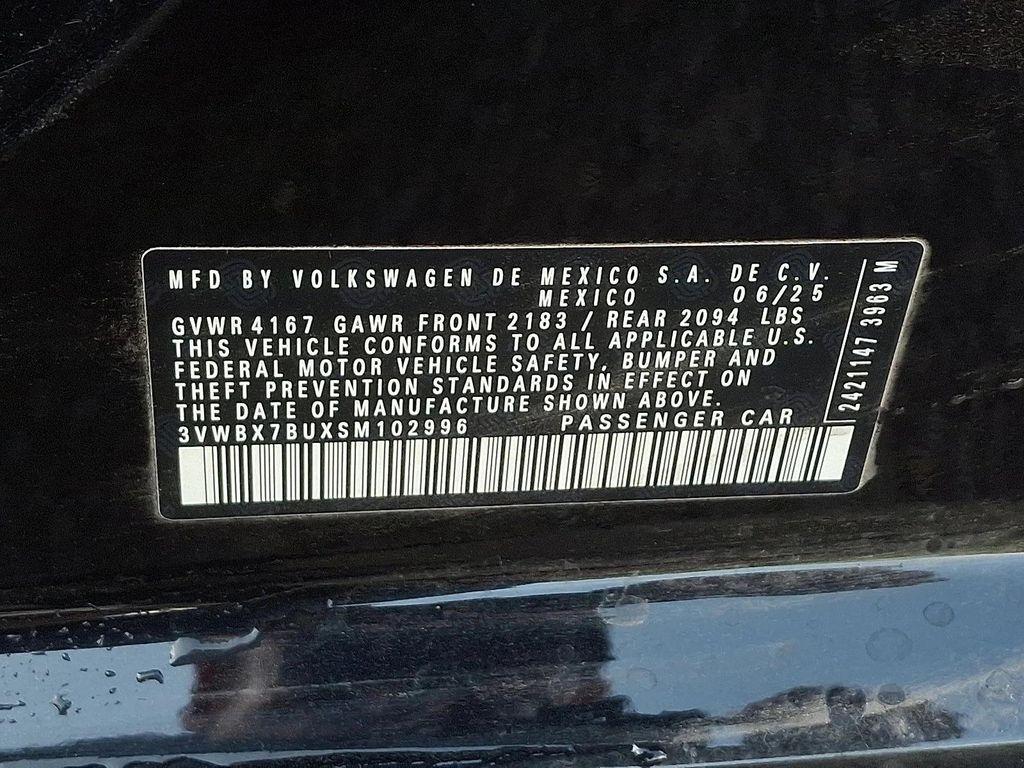 MFD BY VOLKSWAGEN DE MEXICO S.A. DE C.V.
MEXICO 06/25
GVWR 4167 GAWR FRONT 2183 / REAR 2094 LBS
THIS VEHICLE CONFORMS TO ALL APPLICABLE U.S.
FEDERAL MOTOR VEHICLE SAFETY, BUMPER AND
THEFT PREVENTION STANDARDS IN EFFECT ON
THE DATE OF MANUFACTURE SHOWN ABOVE.
3VWBX7BUXSM102996 PASSENGER CAR
2421147 3963 M